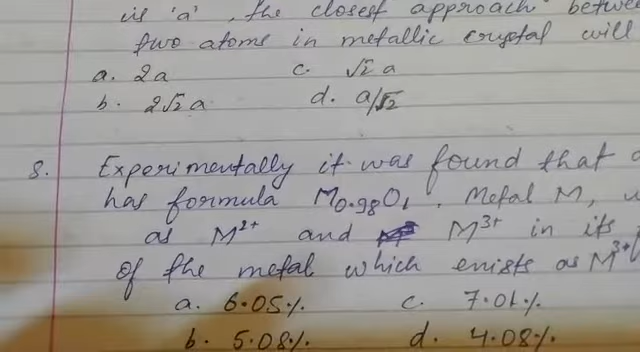 is 'a', the closest approach between
two atoms in metallic crystal will
a. 2a c. √2 a
b. 2√2 a d. a/√2
8. Experimentally it was found that a
has formula M0.98O1. Metal M,
as M²⁺ and M³⁺ in its
of the metal which exists as M³⁺
a. 6.05% c. 7.01%
b. 5.08% d. 4.08%